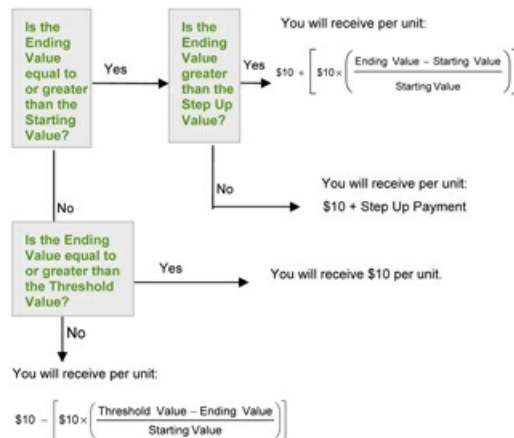 Is the
Ending
Value
equal to
or greater
than the
Starting
Value?
Yes
Is the
Ending
Value
greater
than the
Step Up
Value?
Yes
You will receive per unit:
$10 + [$10×(Ending Value – Starting Value / Starting Value)]
No
You will receive per unit:
$10 + Step Up Payment
No
Is the Ending
Value equal to
or greater than
the Threshold
Value?
Yes
You will receive $10 per unit.
No
You will receive per unit:
$10 – [$10×(Threshold Value – Ending Value / Starting Value)]